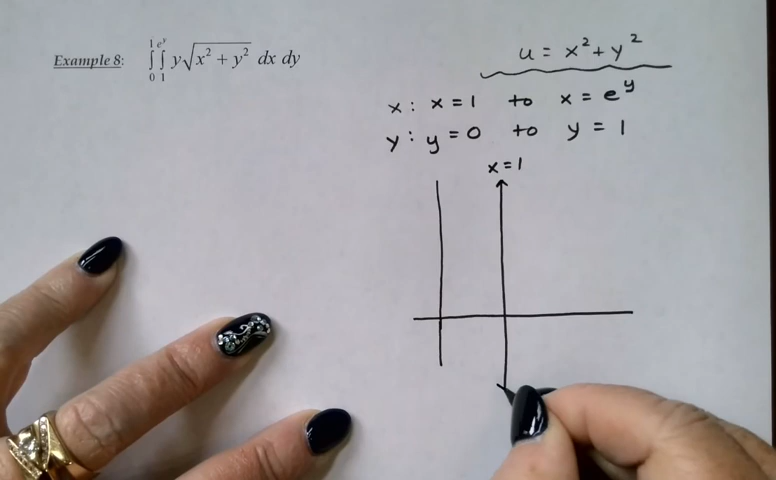 Example 8: ∫₀¹ ∫₁^(e^y) y√(x² + y²) dx dy
u = x² + y²
x: x = 1 to x = e^y
y: y = 0 to y = 1
x = 1